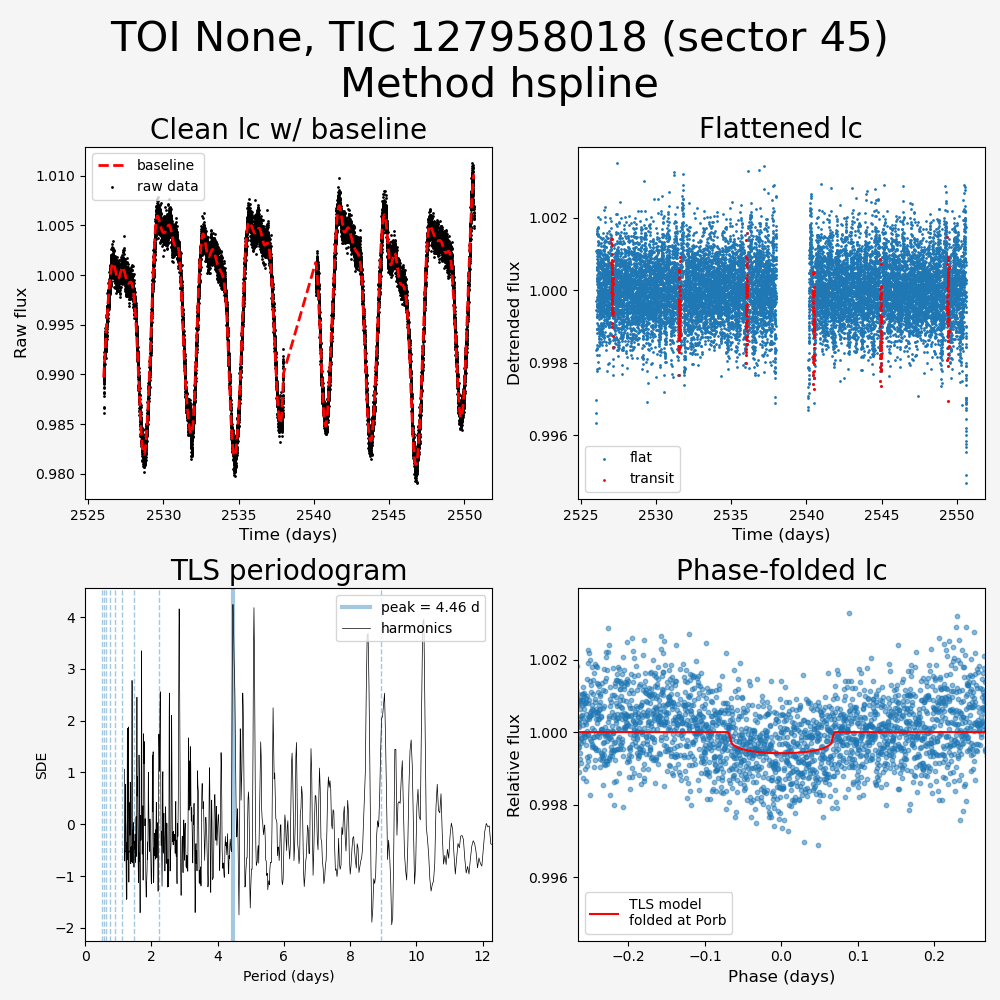 TOI None, TIC 127958018 (sector 45)
Method hspline
Clean lc w/ baseline
baseline
raw data
1.010
1.005
1.000
0.995
0.990
0.985
0.980
Raw flux
2525
2530
2535
2540
2545
2550
Time (days)
Flattened lc
1.002
1.000
0.998
0.996
Detrended flux
flat
transit
2525
2530
2535
2540
2545
2550
Time (days)
TLS periodogram
peak = 4.46 d
harmonics
4
3
2
1
0
−1
−2
SDE
0
2
4
6
8
10
12
Period (days)
Phase-folded lc
1.002
1.000
0.998
0.996
Relative flux
TLS model
folded at Porb
−0.2
−0.1
0.0
0.1
0.2
Phase (days)